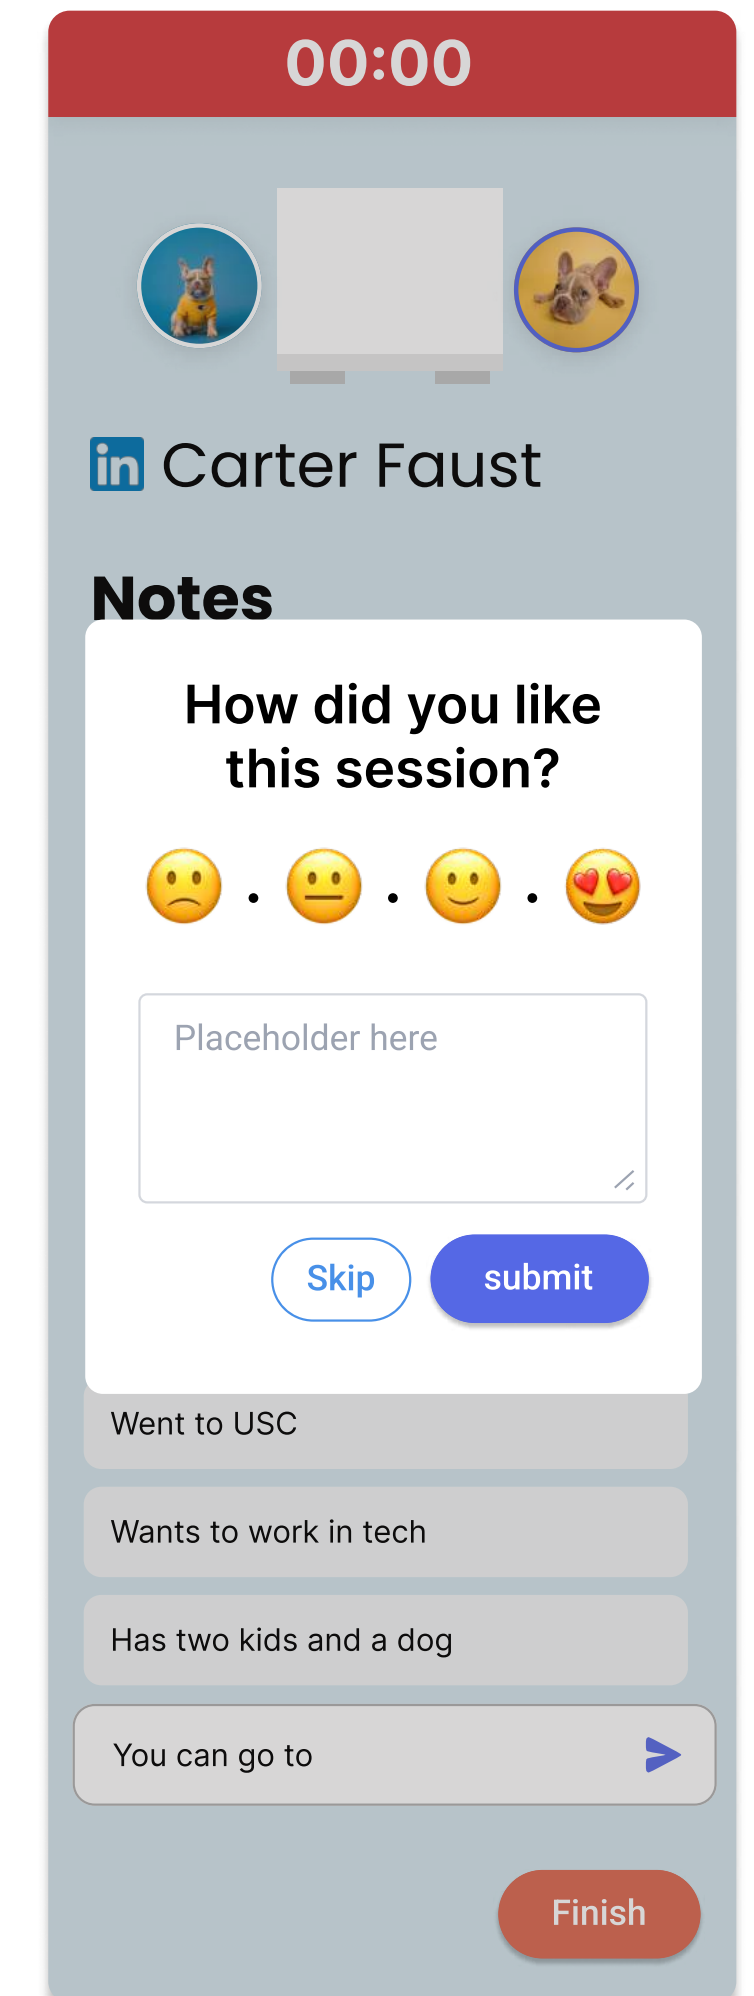 00:00
in Carter Faust
Notes
How did you like
this session?
Placeholder here
Skip submit
Went to USC
Wants to work in tech
Has two kids and a dog
You can go to
Finish